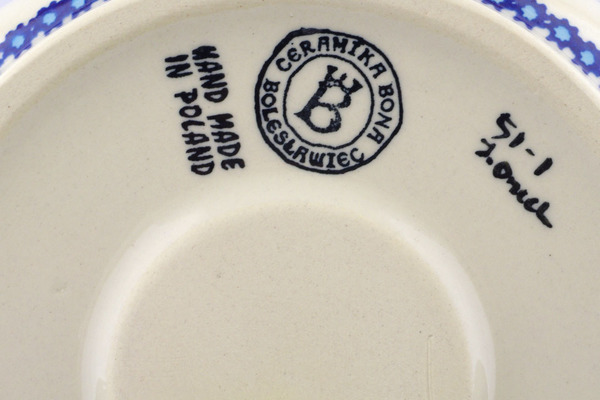 HAND MADE
IN POLAND
CERAMIKA BONA
BOLESŁAWIEC
B
51-1